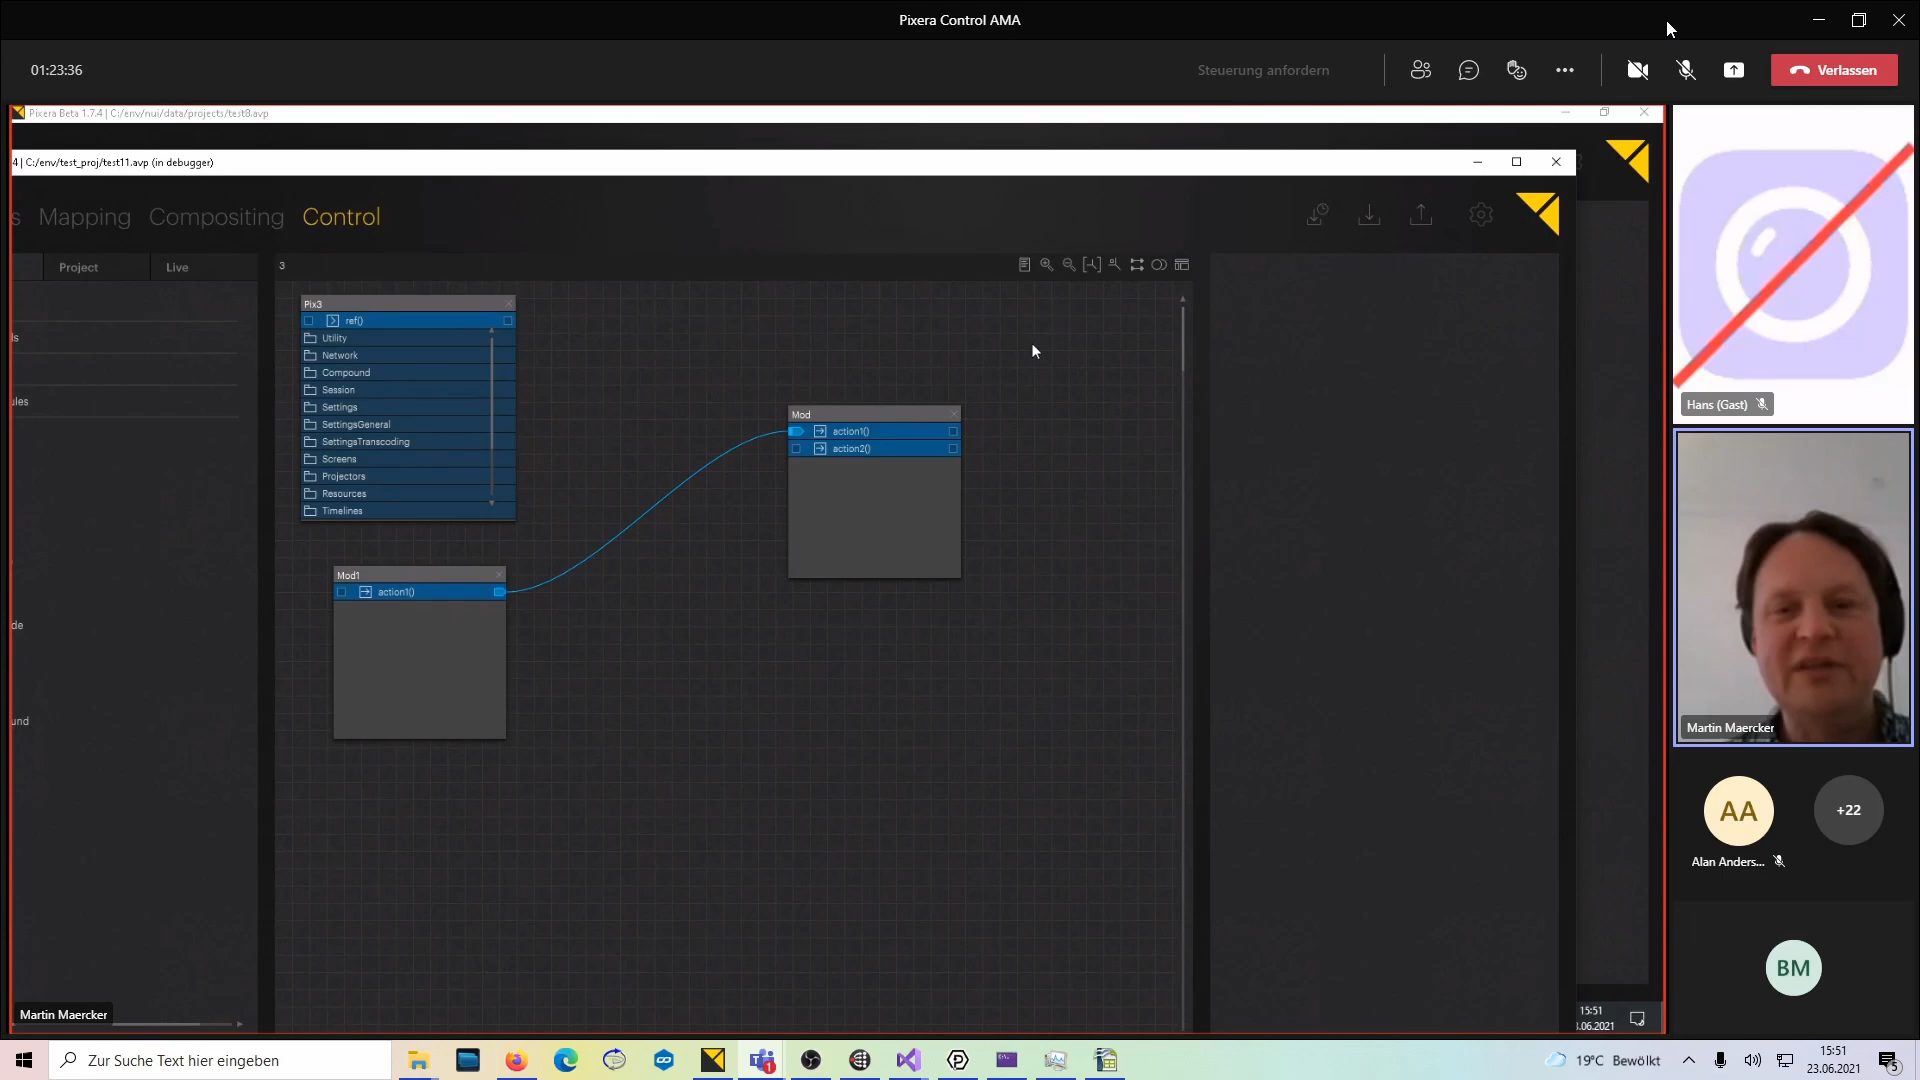 Pixera Control AMA
01:23:36
Steuerung anfordern
Verlassen
Pixera Beta 1.7.4 | C:/env/nui/data/projects/test8.avp
4 | C:/env/test_proj/test11.avp (in debugger)
s Mapping Compositing Control
Project Live
3
Pix3
ref()
Utility
Network
Compound
Session
Settings
SettingsGeneral
SettingsTranscoding
Screens
Projectors
Resources
Timelines
Mod
action1()
action2()
Mod1
action1()
ls
ules
de
und
Martin Maercker
Hans (Gast)
Martin Maercker
AA
+22
Alan Anders...
BM
15:51
3.06.2021
Zur Suche Text hier eingeben
1
19°C Bewölkt
15:51
23.06.2021
5